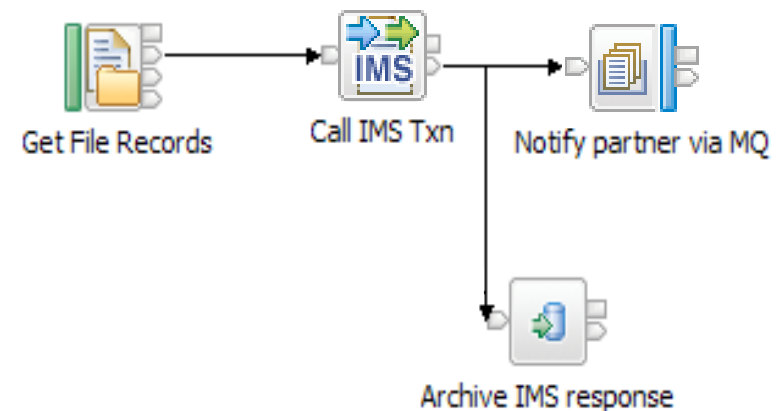 IMS
Get File Records
Call IMS Txn
Notify partner via MQ
Archive IMS response